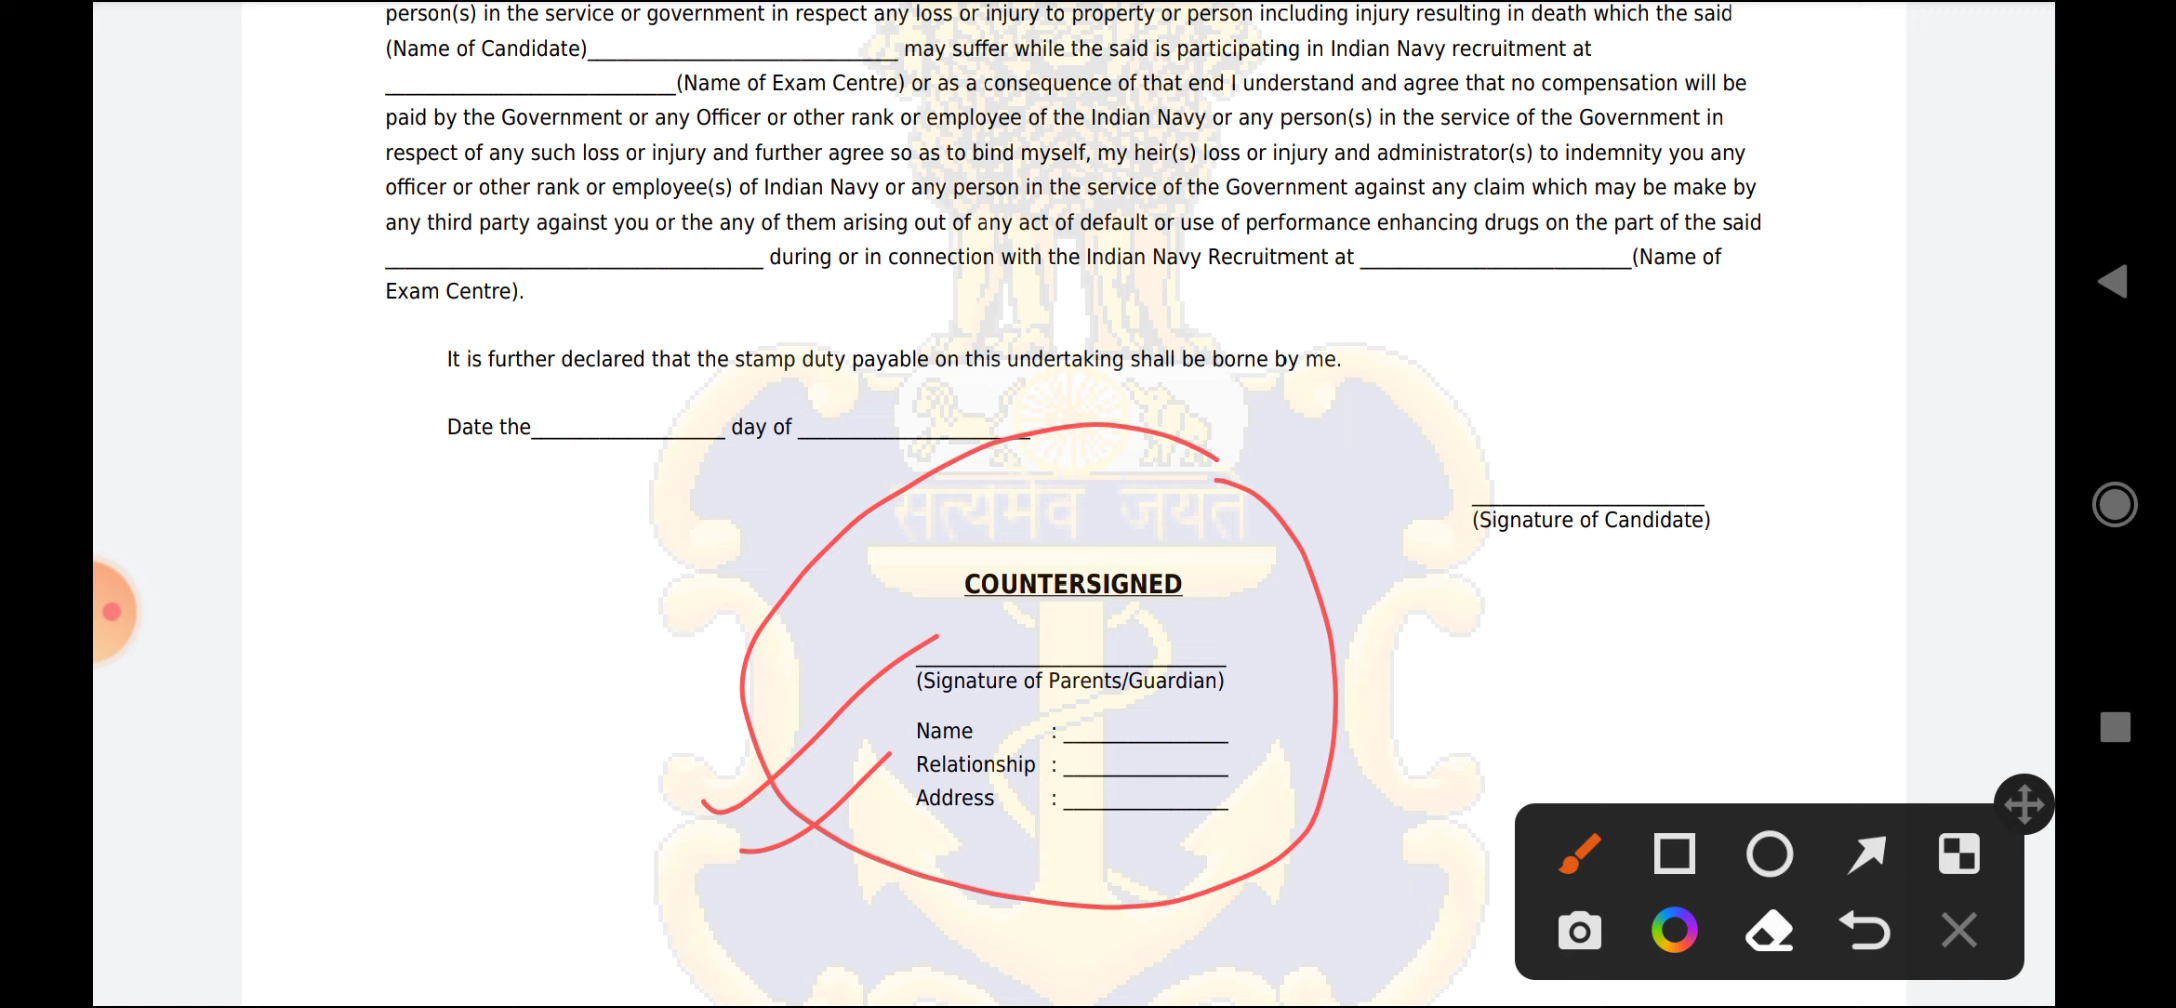 person(s) in the service or government in respect any loss or injury to property or person including injury resulting in death which the said
(Name of Candidate)____________________________ may suffer while the said is participating in Indian Navy recruitment at
__________________________(Name of Exam Centre) or as a consequence of that end I understand and agree that no compensation will be
paid by the Government or any Officer or other rank or employee of the Indian Navy or any person(s) in the service of the Government in
respect of any such loss or injury and further agree so as to bind myself, my heir(s) loss or injury and administrator(s) to indemnity you any
officer or other rank or employee(s) of Indian Navy or any person in the service of the Government against any claim which may be make by
any third party against you or the any of them arising out of any act of default or use of performance enhancing drugs on the part of the said
__________________________________ during or in connection with the Indian Navy Recruitment at ________________________(Name of
Exam Centre).
It is further declared that the stamp duty payable on this undertaking shall be borne by me.
Date the_________________ day of ____________________
सत्यमेव जयते
(Signature of Candidate)
COUNTERSIGNED
(Signature of Parents/Guardian)
Name : _______________
Relationship : _______________
Address : _______________